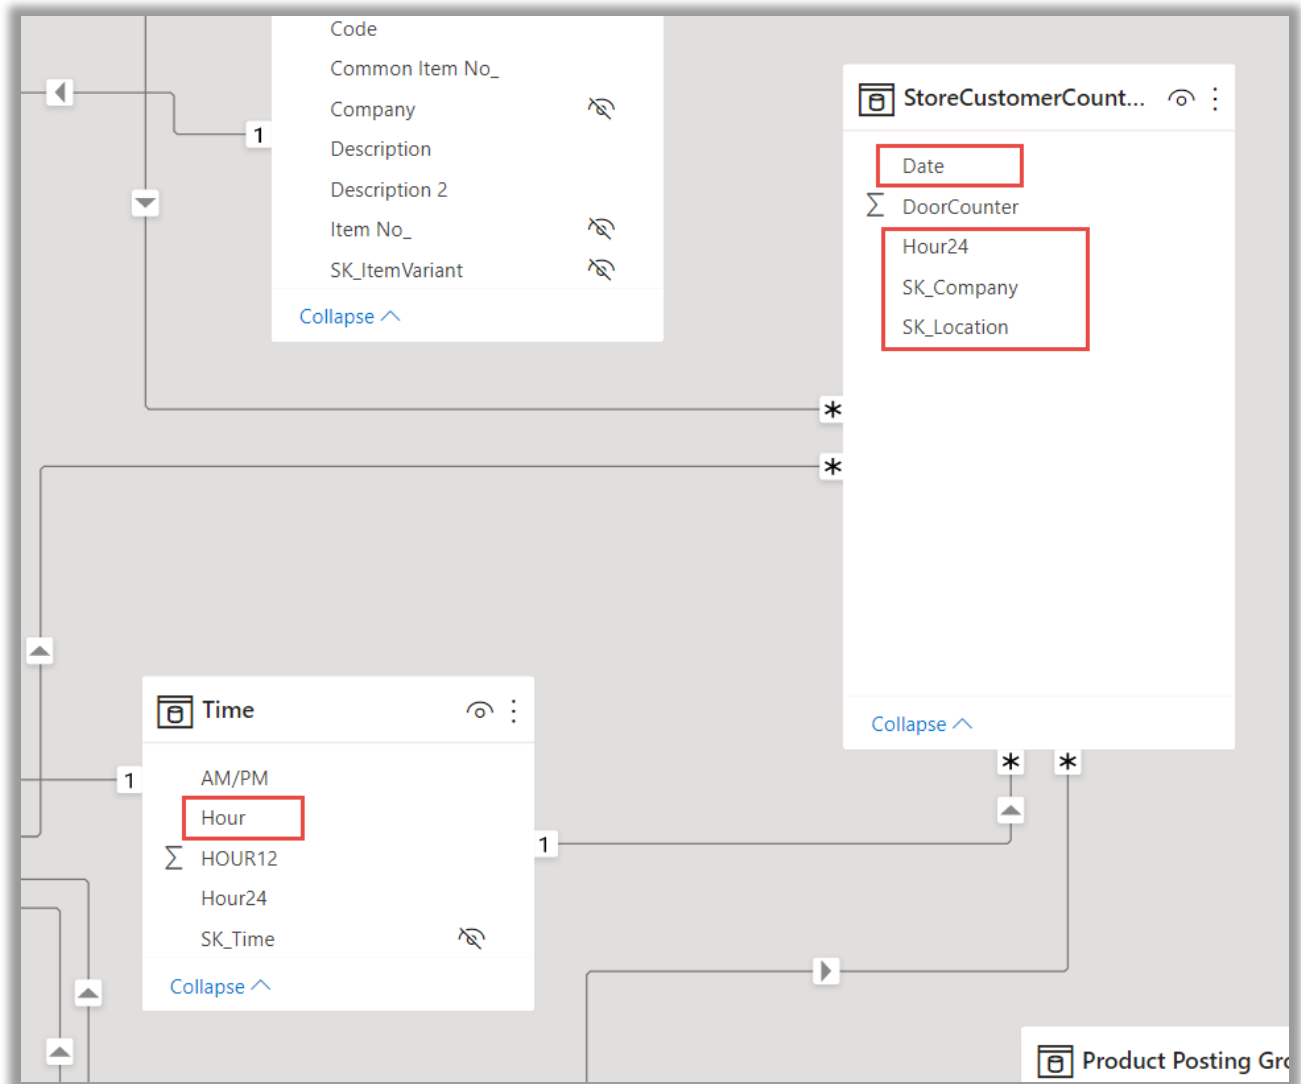 Code
Common Item No_
Company
1
Description
Description 2
Item No_
SK_ItemVariant
Collapse
StoreCustomerCount...
Date
∑ DoorCounter
Hour24
SK_Company
SK_Location
*
*
Collapse
*
*
Time
1
AM/PM
Hour
1
∑ HOUR12
Hour24
SK_Time
Collapse
Product Posting Gro